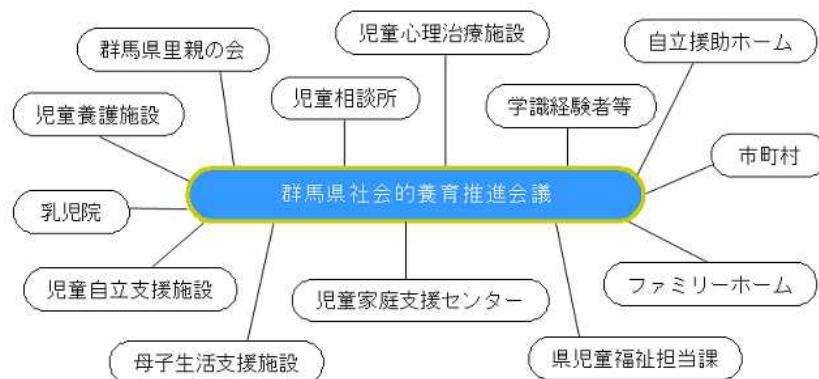 児童心理治療施設
自立援助ホーム
群馬県里親の会
児童相談所
学識経験者等
児童養護施設
市町村
群馬県社会的養育推進会議
乳児院
児童自立支援施設
児童家庭支援センター
ファミリーホーム
母子生活支援施設
県児童福祉担当課